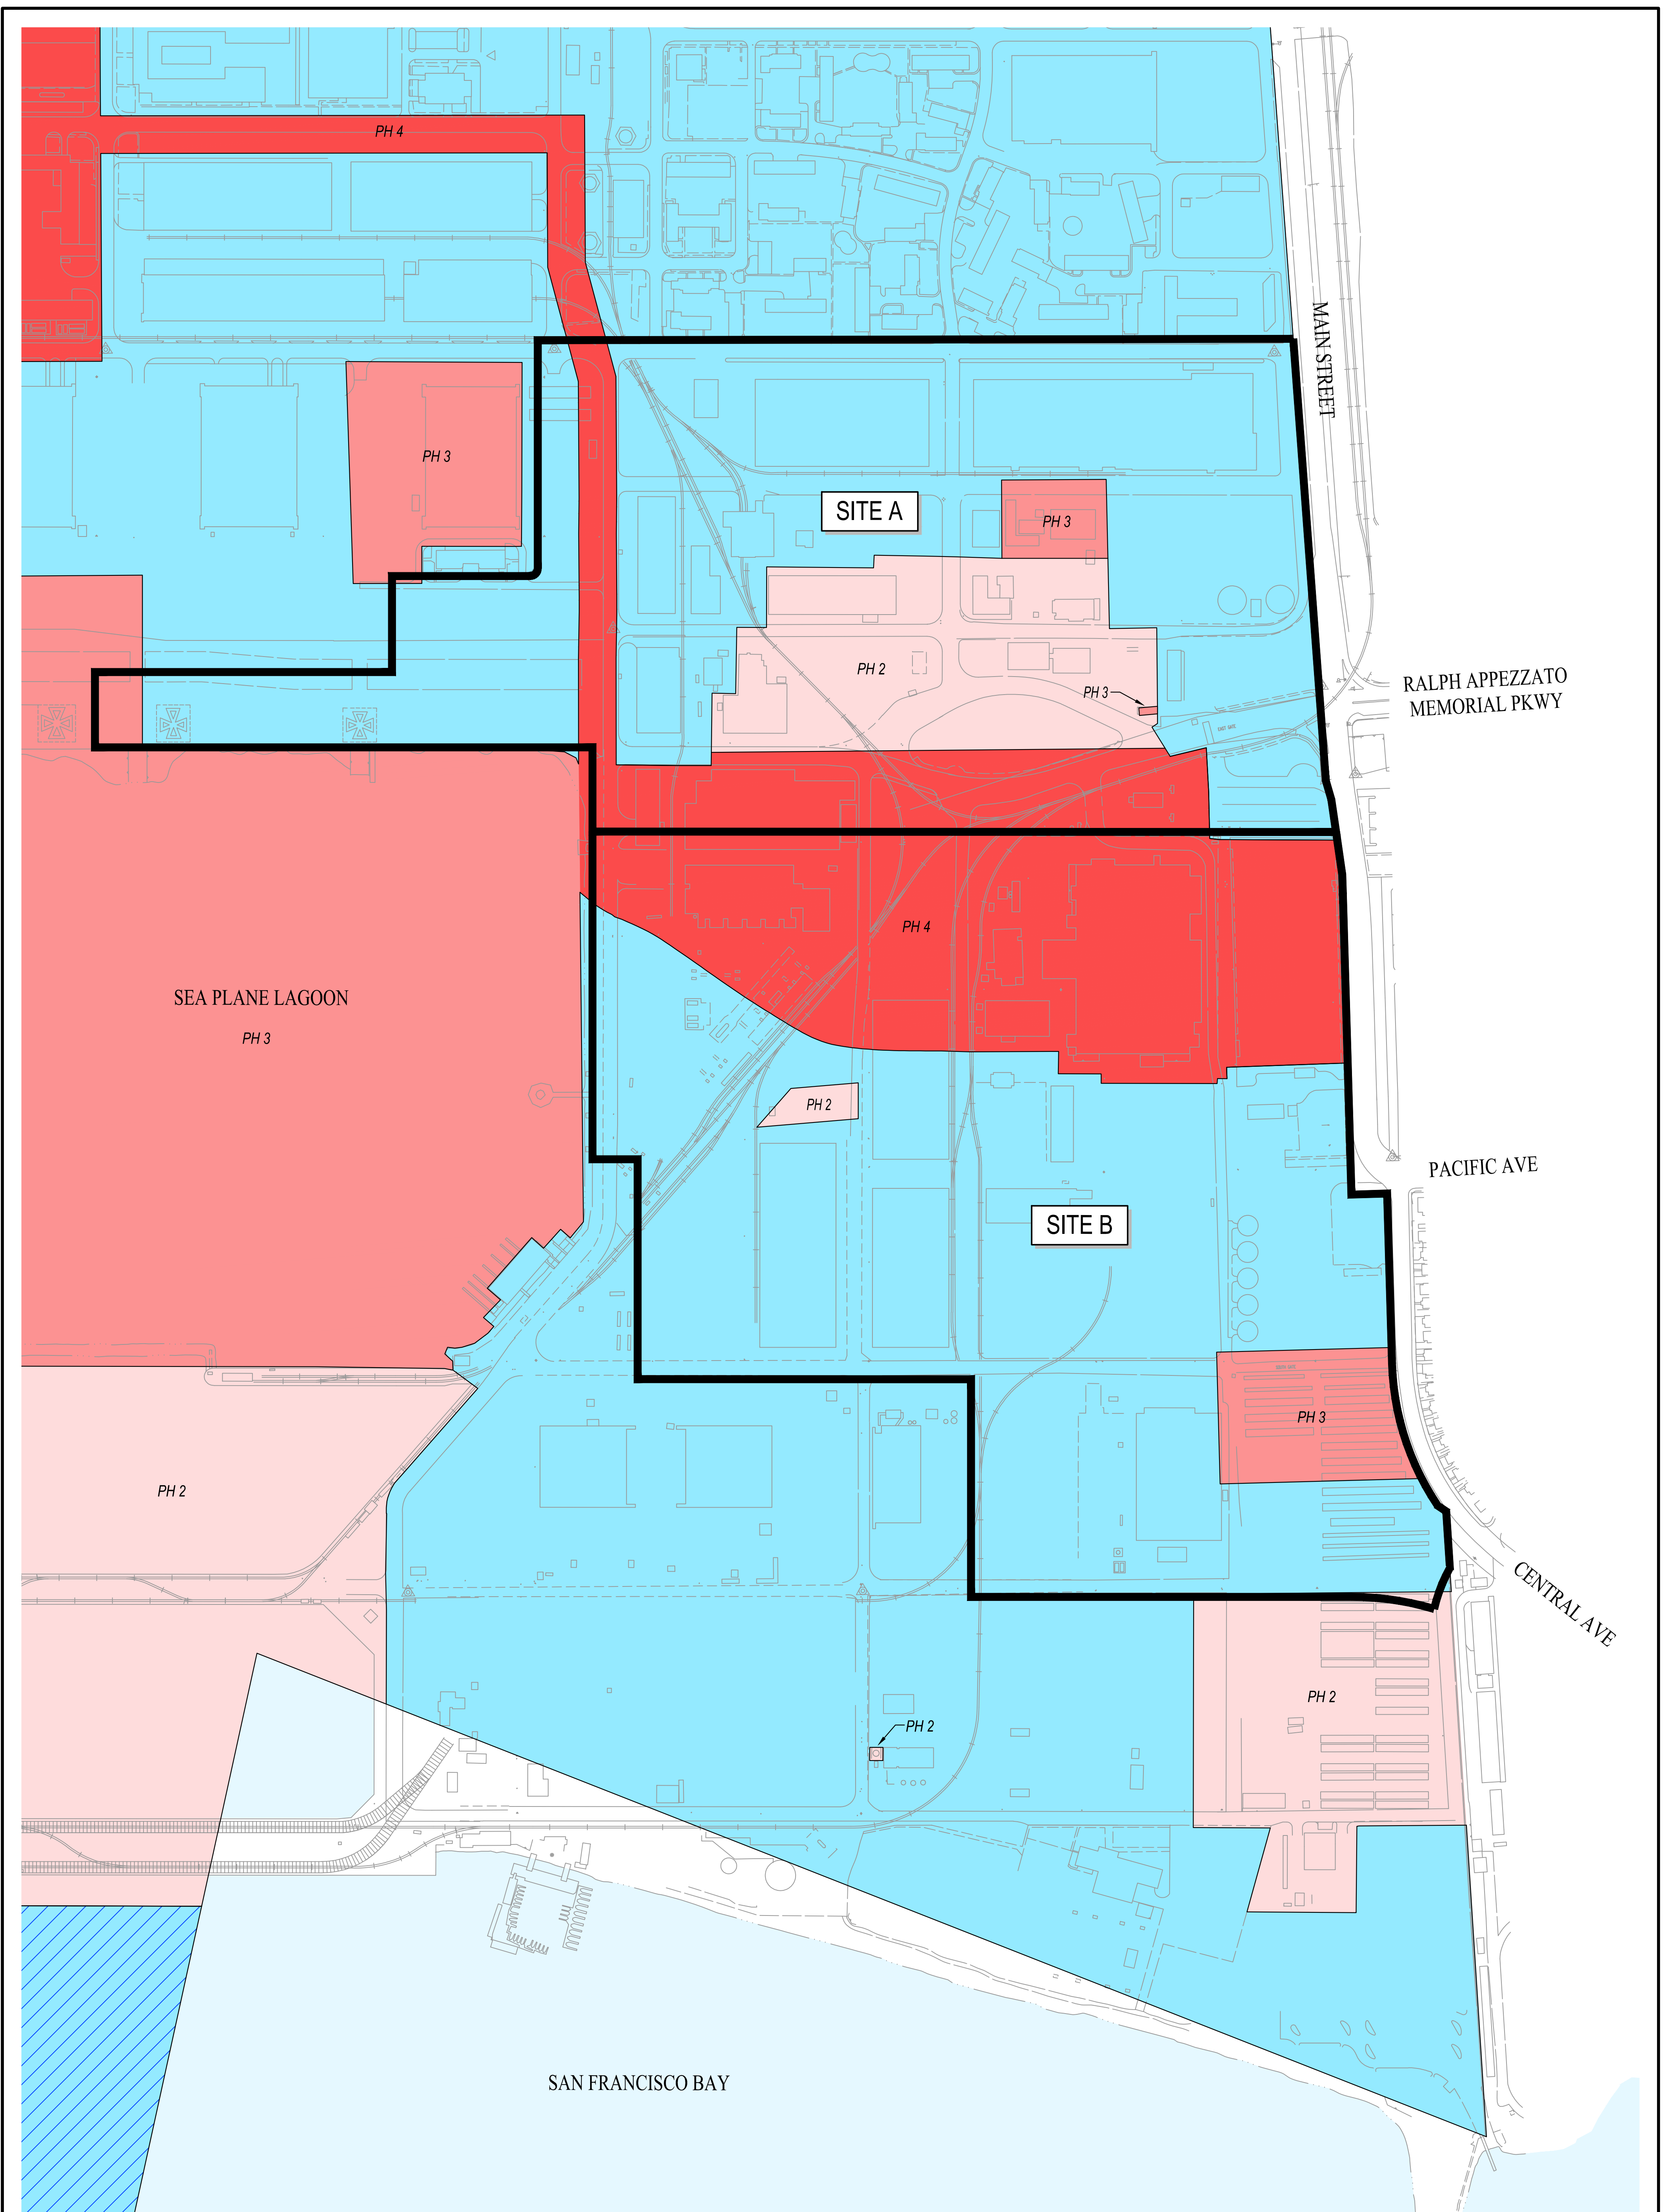 PH 4
MAIN STREET
PH 3
SITE A
PH 3
PH 2
PH 3
RALPH APPEZZATO
MEMORIAL PKWY
EAST GATE
PH 4
SEA PLANE LAGOON
PH 3
PH 2
PACIFIC AVE
SITE B
PH 3
PH 2
CENTRAL AVE
PH 2
PH 2
SAN FRANCISCO BAY